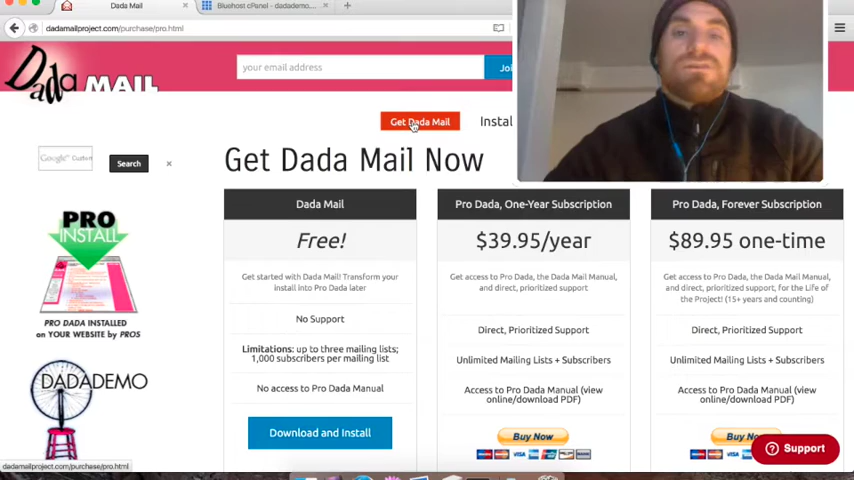 Dada Mail
Bluehost cPanel - dadademo....
dadamailproject.com/purchase/pro.html
Dada MAIL
your email address
Joi
Get Dada Mail
Instal
Google™ Custom
Search
Get Dada Mail Now
PRO
INSTALL
PRO DADA INSTALLED
on YOUR WEBSITE by PROS
DADADEMO
Dada Mail
Free!
Get started with Dada Mail! Transform your
install into Pro Dada later
No Support
Limitations: up to three mailing lists;
1,000 subscribers per mailing list
No access to Pro Dada Manual
Download and Install
Pro Dada, One-Year Subscription
$39.95/year
Get access to Pro Dada, the Dada Mail Manual,
and direct, prioritized support
Direct, Prioritized Support
Unlimited Mailing Lists + Subscribers
Access to Pro Dada Manual (view
online/download PDF)
Buy Now
VISA
Pro Dada, Forever Subscription
$89.95 one-time
Get access to Pro Dada, the Dada Mail Manual,
and direct, prioritized support, for the Life of
the Project! (15+ years and counting)
Direct, Prioritized Support
Unlimited Mailing Lists + Subscribers
Access to Pro Dada Manual (view
online/download PDF)
Buy
Support
dadamailproject.com/purchase/pro.html